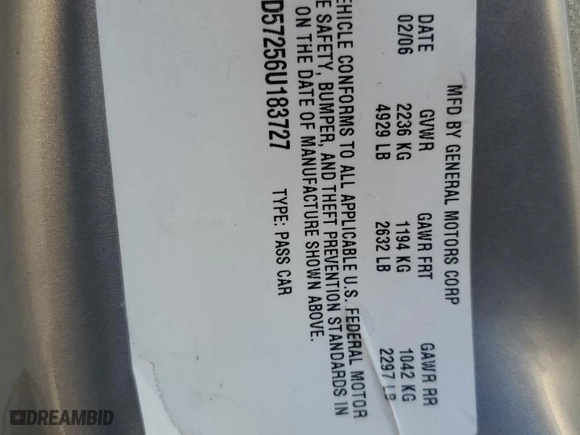 MFD BY GENERAL MOTORS CORP
DATE GVWR GAWR FRT GAWR RR
02/06 2236 KG 1194 KG 1042 KG
4929 LB 2632 LB 2297 LB
VEHICLE CONFORMS TO ALL APPLICABLE U.S. FEDERAL MOTOR
E SAFETY, BUMPER, AND THEFT PREVENTION STANDARDS IN
ON THE DATE OF MANUFACTURE SHOWN ABOVE.
D57256U183727 TYPE: PASS CAR
DREAMBID